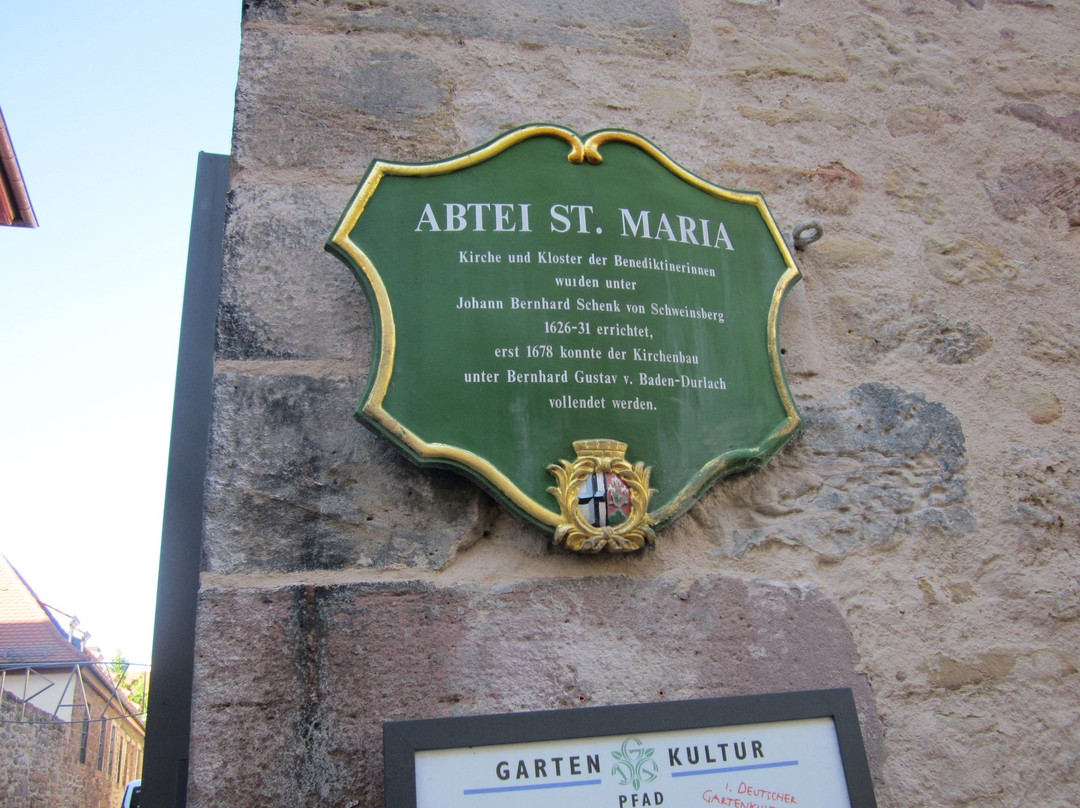 ABTEI ST. MARIA
Kirche und Kloster der Benediktinerinnen
wurden unter
Johann Bernhard Schenk von Schweinsberg
1626-31 errichtet,
erst 1678 konnte der Kirchenbau
unter Bernhard Gustav v. Baden-Durlach
vollendet werden.
GARTEN KULTUR
PFAD
1. DEUTSCHER